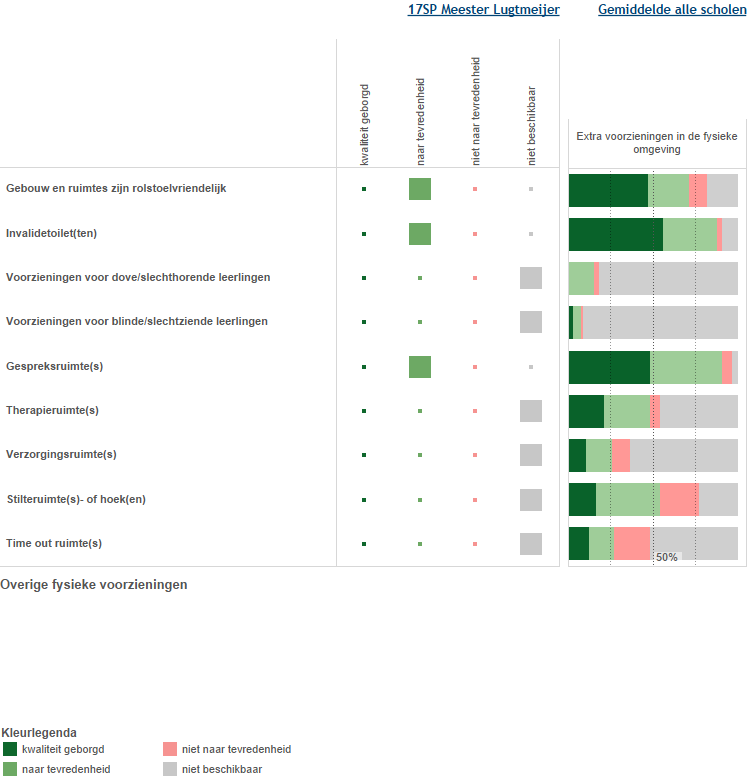 17SP Meester Lugtmeijer
Gemiddelde alle scholen
kwaliteit geborgd
naar tevredenheid
niet naar tevredenheid
niet beschikbaar
Extra voorzieningen in de fysieke
omgeving
Gebouw en ruimtes zijn rolstoelvriendelijk
Invalidetoilet(ten)
Voorzieningen voor dove/slechthorende leerlingen
Voorzieningen voor blinde/slechtziende leerlingen
Gespreksruimte(s)
Therapieruimte(s)
Verzorgingsruimte(s)
Stilteruimte(s)- of hoek(en)
Time out ruimte(s)
50%
Overige fysieke voorzieningen
Kleurlegenda
kwaliteit geborgd
niet naar tevredenheid
naar tevredenheid
niet beschikbaar